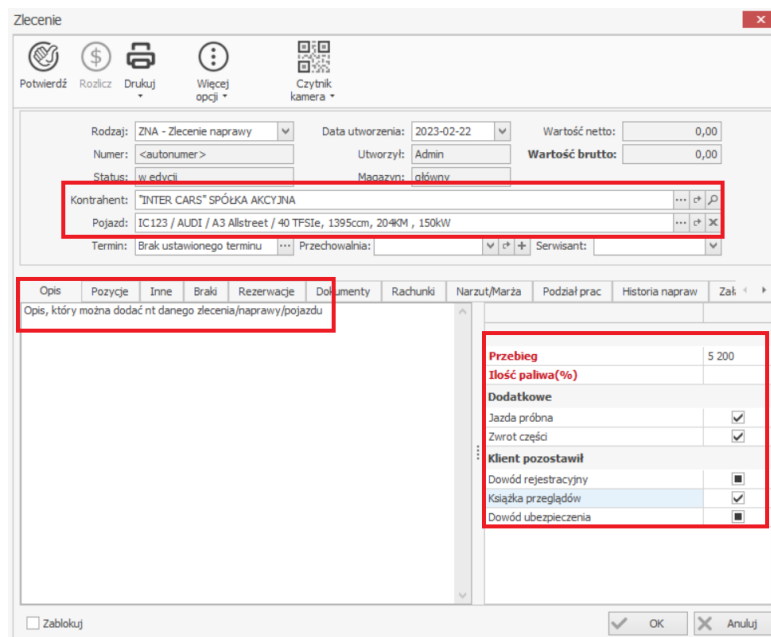 Zlecenie
Potwierdź Rozlicz Drukuj Więcej opcji Czytnik kamera
Rodzaj: ZNA - Zlecenie naprawy Data utworzenia: 2023-02-22 Wartość netto: 0,00
Numer: <autonumer> Utworzył: Admin Wartość brutto: 0,00
Status: w edycji Magazyn: główny
Kontrahent: "INTER CARS" SPÓŁKA AKCYJNA
Pojazd: IC123 / AUDI / A3 Allstreet / 40 TFSIe, 1395ccm, 204KM , 150kW
Termin: Brak ustawionego terminu Przechowalnia: Serwisant:
Opis Pozycje Inne Braki Rezerwacje Dokumenty Rachunki Narzut/Marża Podział prac Historia napraw Zał
Opis, który można dodać nt danego zlecenia/naprawy/pojazdu
Przebieg 5 200
Ilość paliwa(%)
Dodatkowe
Jazda próbna
Zwrot części
Klient pozostawił
Dowód rejestracyjny
Książka przeglądów
Dowód ubezpieczenia
Zablokuj OK Anuluj